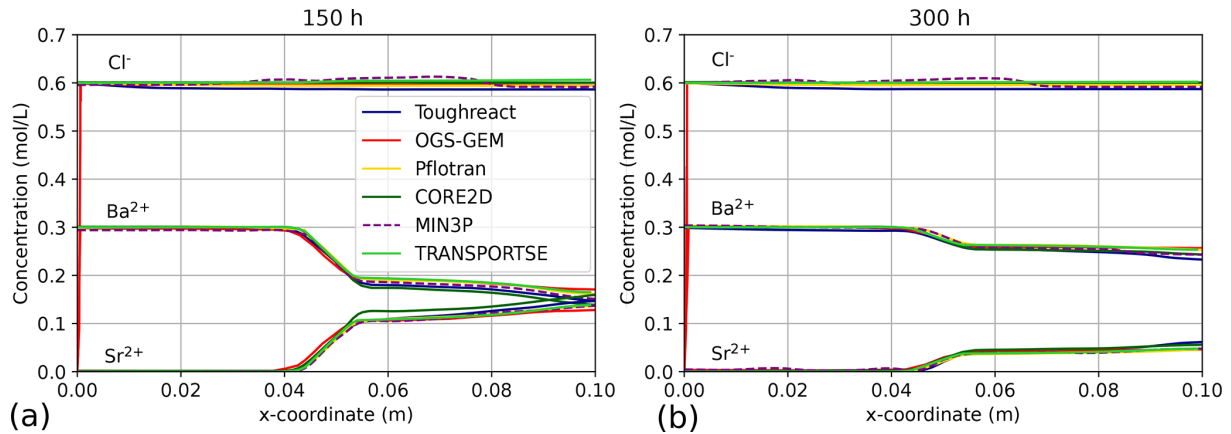 150 h
0.7
0.6
0.5
0.4
0.3
0.2
0.1
0.0
Concentration (mol/L)
Cl⁻
Ba²⁺
Sr²⁺
Toughreact
OGS-GEM
Pflotran
CORE2D
MIN3P
TRANSPORTSE
0.00 0.02 0.04 0.06 0.08 0.10
x-coordinate (m)
(a)
300 h
0.7
0.6
0.5
0.4
0.3
0.2
0.1
0.0
Concentration (mol/L)
Cl⁻
Ba²⁺
Sr²⁺
0.00 0.02 0.04 0.06 0.08 0.10
x-coordinate (m)
(b)